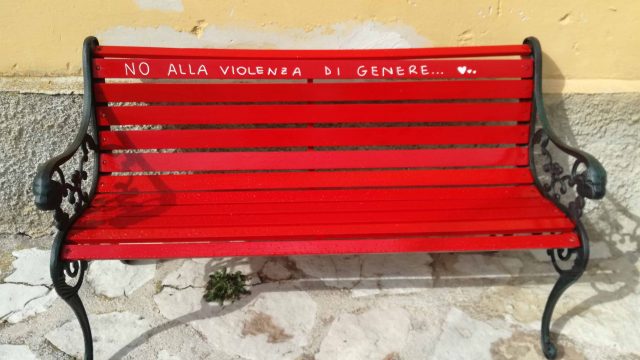 NO ALLA VIOLENZA DI GENERE... ♥..